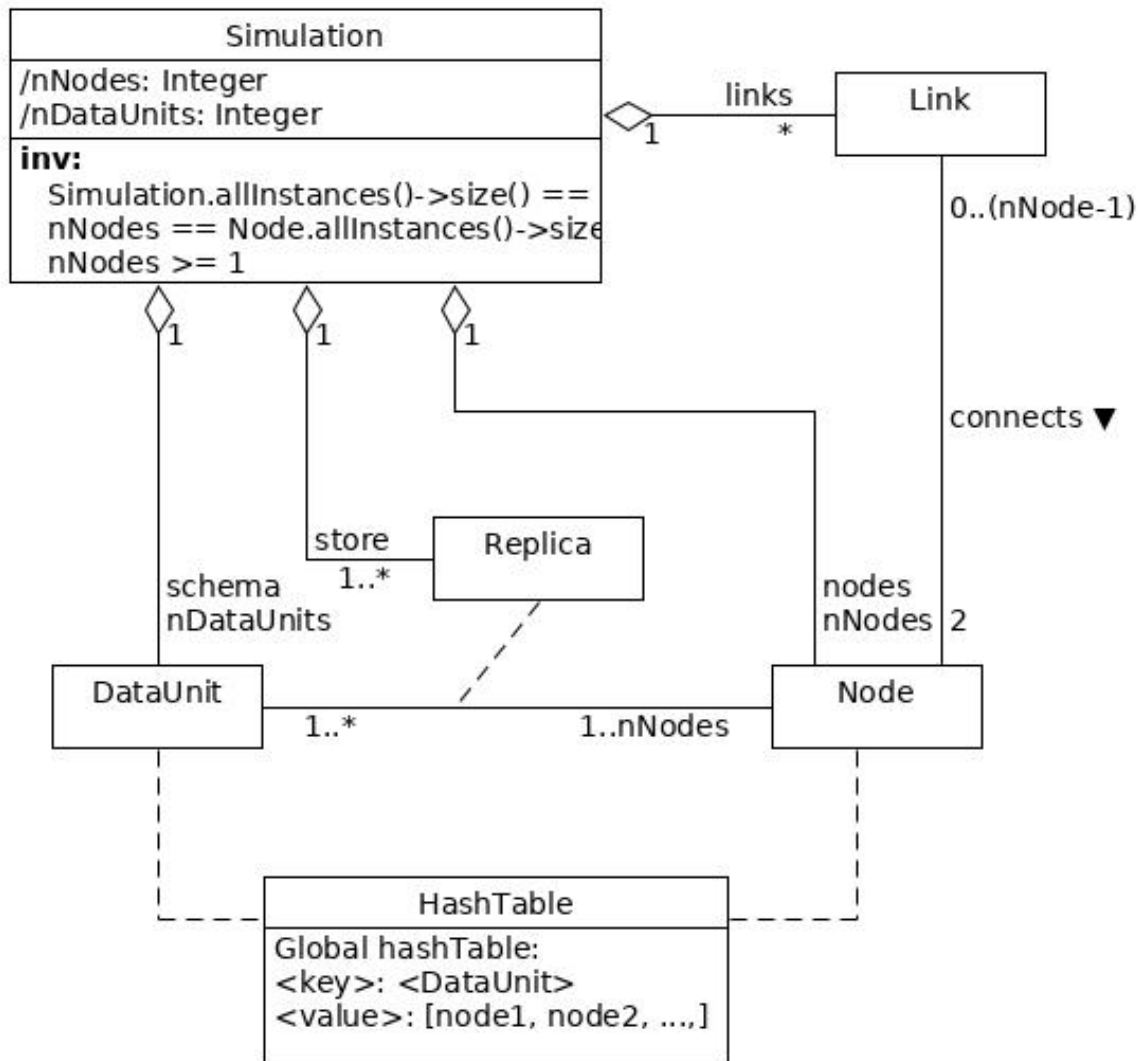 Simulation
/nNodes: Integer
/nDataUnits: Integer
inv:
Simulation.allInstances()->size() ==
nNodes == Node.allInstances()->size
nNodes >= 1
links
1
*
Link
0..(nNode-1)
connects ▼
2
1
1
1
schema
nDataUnits
store
1..*
Replica
nodes
nNodes
DataUnit
1..*
1..nNodes
Node
HashTable
Global hashTable:
<key>: <DataUnit>
<value>: [node1, node2, ...,]